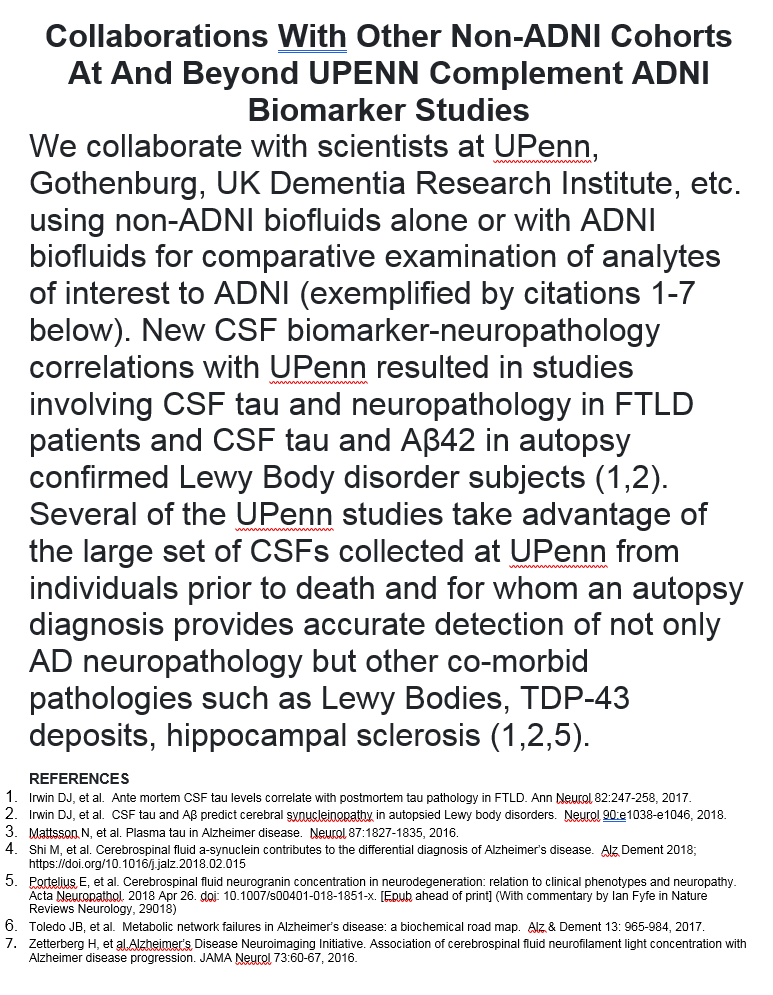 Collaborations With Other Non-ADNI Cohorts
At And Beyond UPENN Complement ADNI
Biomarker Studies
We collaborate with scientists at UPenn,
Gothenburg, UK Dementia Research Institute, etc.
using non-ADNI biofluids alone or with ADNI
biofluids for comparative examination of analytes
of interest to ADNI (exemplified by citations 1-7
below). New CSF biomarker-neuropathology
correlations with UPenn resulted in studies
involving CSF tau and neuropathology in FTLD
patients and CSF tau and Aβ42 in autopsy
confirmed Lewy Body disorder subjects (1,2).
Several of the UPenn studies take advantage of
the large set of CSFs collected at UPenn from
individuals prior to death and for whom an autopsy
diagnosis provides accurate detection of not only
AD neuropathology but other co-morbid
pathologies such as Lewy Bodies, TDP-43
deposits, hippocampal sclerosis (1,2,5).
REFERENCES
1. Irwin DJ, et al. Ante mortem CSF tau levels correlate with postmortem tau pathology in FTLD. Ann Neurol 82:247-258, 2017.
2. Irwin DJ, et al. CSF tau and Aβ predict cerebral synucleinopathy in autopsied Lewy body disorders. Neurol 90:e1038-e1046, 2018.
3. Mattsson N, et al. Plasma tau in Alzheimer disease. Neurol 87:1827-1835, 2016.
4. Shi M, et al. Cerebrospinal fluid a-synuclein contributes to the differential diagnosis of Alzheimer's disease. Alz Dement 2018;
https://doi.org/10.1016/j.jalz.2018.02.015
5. Portelius E, et al. Cerebrospinal fluid neurogranin concentration in neurodegeneration: relation to clinical phenotypes and neuropathy.
Acta Neuropathol. 2018 Apr 26. doi: 10.1007/s00401-018-1851-x. [Epub ahead of print] (With commentary by Ian Fyfe in Nature
Reviews Neurology, 29018)
6. Toledo JB, et al. Metabolic network failures in Alzheimer's disease: a biochemical road map. Alz & Dement 13: 965-984, 2017.
7. Zetterberg H, et al.Alzheimer's Disease Neuroimaging Initiative. Association of cerebrospinal fluid neurofilament light concentration with
Alzheimer disease progression. JAMA Neurol 73:60-67, 2016.